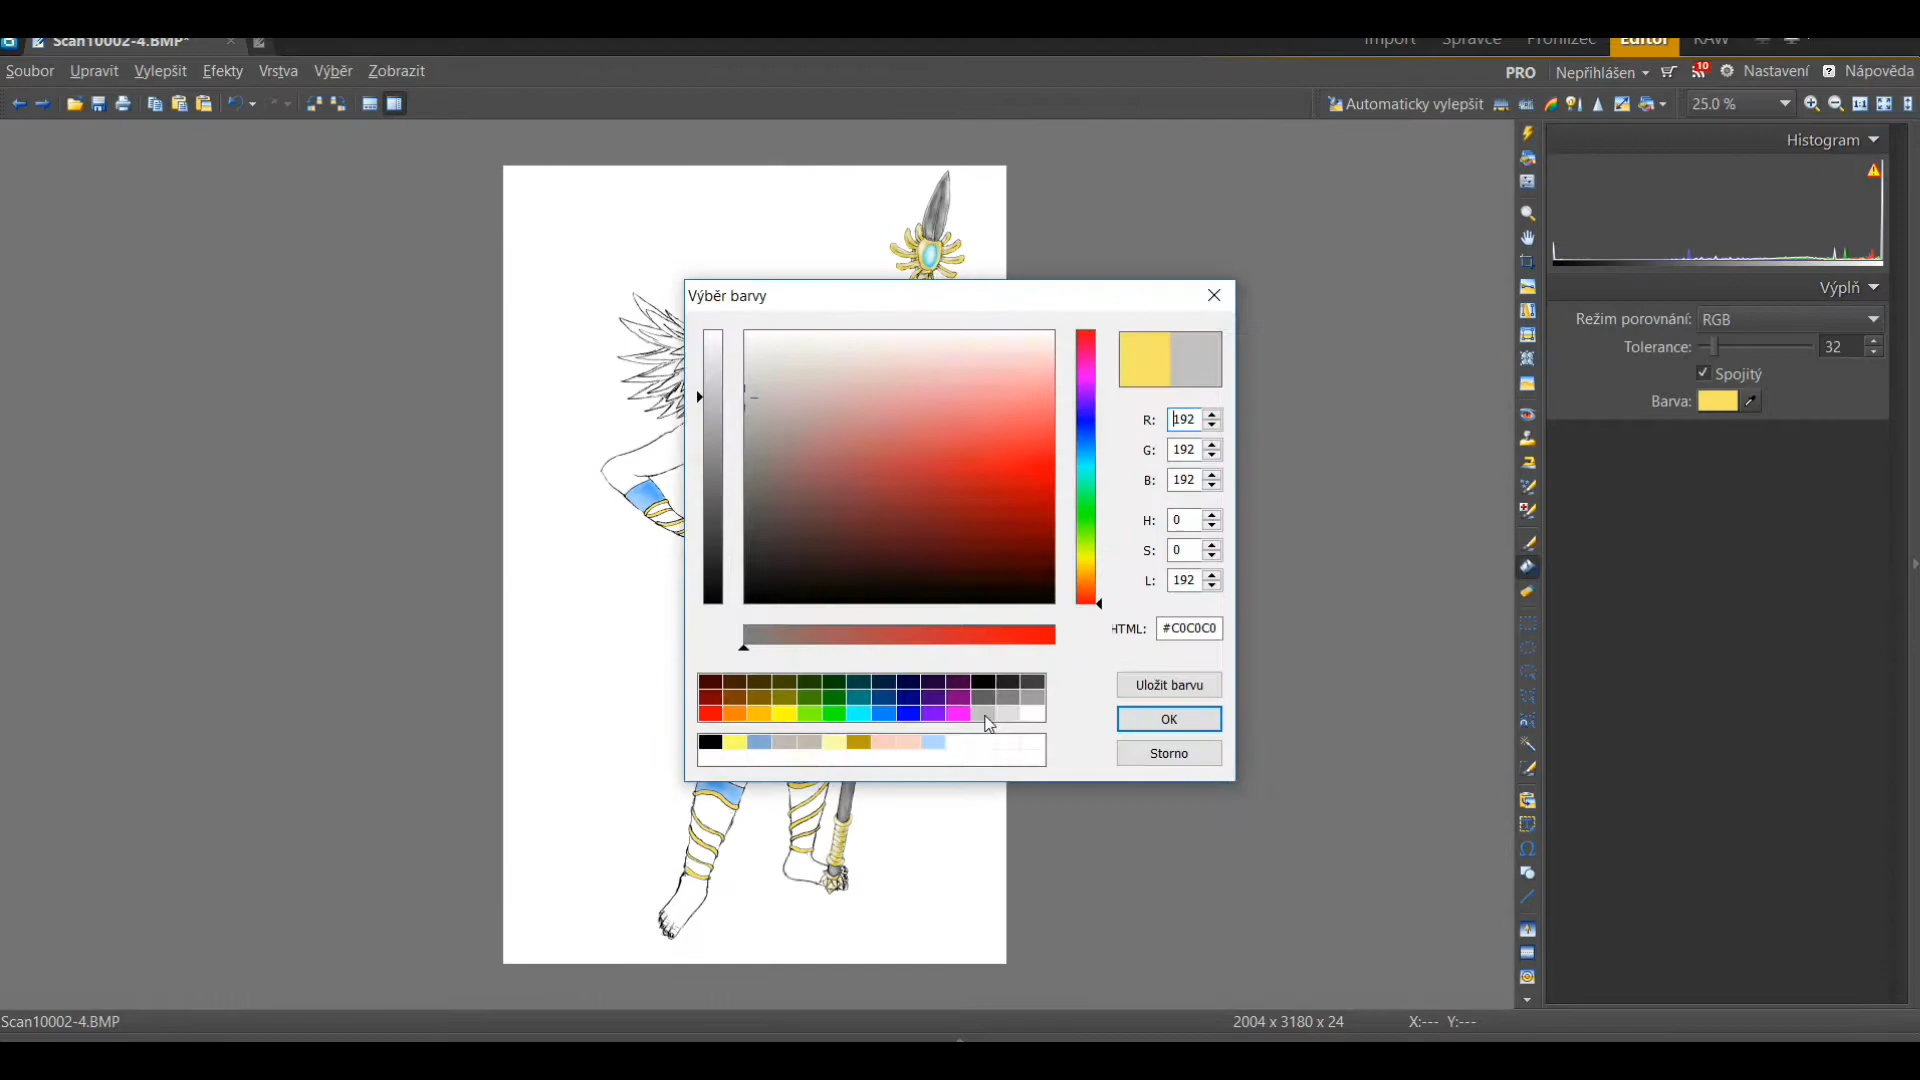 Scan10002-4.BMP*
Import Správce Prohlížeč Editor RAW
Soubor Upravit Vylepšit Efekty Vrstva Výběr Zobrazit
PRO Nepřihlášen 10 Nastavení ? Nápověda
Automaticky vylepšit 25.0 %
Histogram
Výplň
Režim porovnání: RGB
Tolerance: 32
Spojitý
Barva:
Výběr barvy
R: 192
G: 192
B: 192
H: 0
S: 0
L: 192
HTML: #C0C0C0
Uložit barvu
OK
Storno
Scan10002-4.BMP 2004 x 3180 x 24 X:--- Y:---